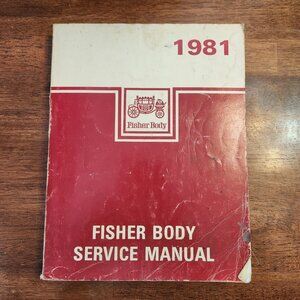 1981
Fisher Body
FISHER BODY
SERVICE MANUAL